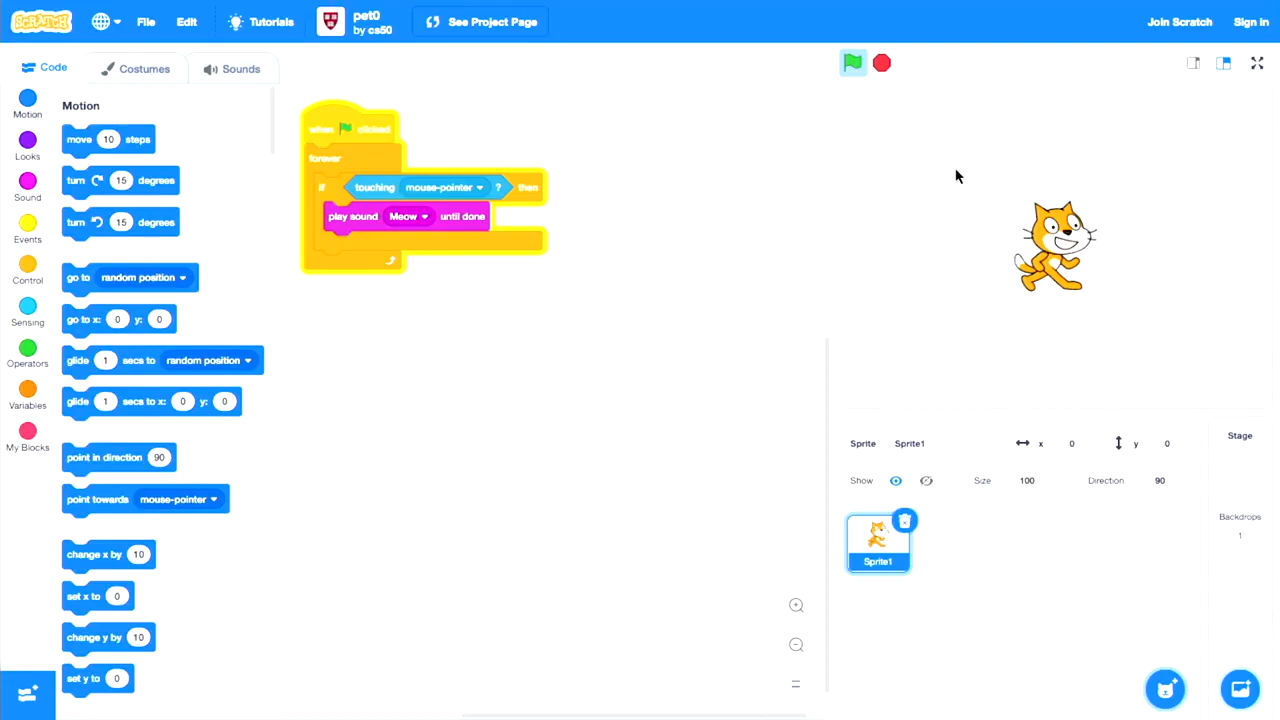 SCRATCH File Edit Tutorials pet0 by cs50 See Project Page Join Scratch Sign in
Code Costumes Sounds
Motion
Looks
Sound
Events
Control
Sensing
Operators
Variables
My Blocks
Motion
move 10 steps
turn 15 degrees
turn 15 degrees
go to random position
go to x: 0 y: 0
glide 1 secs to random position
glide 1 secs to x: 0 y: 0
point in direction 90
point towards mouse-pointer
change x by 10
set x to 0
change y by 10
set y to 0
when clicked
forever
if touching mouse-pointer ? then
play sound Meow until done
Sprite Sprite1 x 0 y 0
Show Size 100 Direction 90
Sprite1
Stage
Backdrops
1